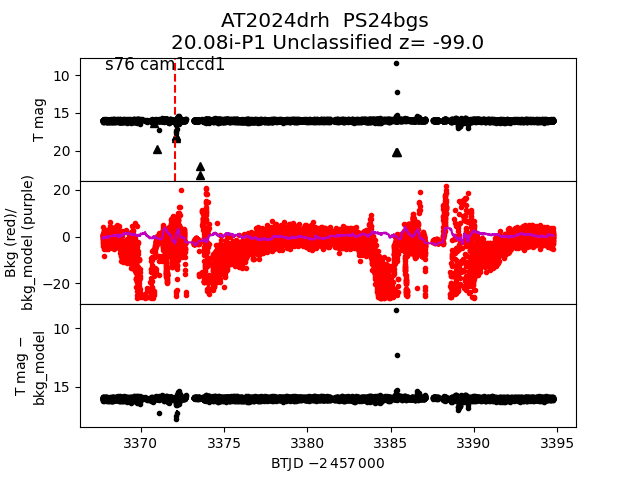 AT2024drh  PS24bgs
20.08i-P1 Unclassified z= -99.0
s76 cam1ccd1
T mag
10
15
20
Bkg (red)/
bkg_model (purple)
20
0
−20
T mag −
bkg_model
10
15
3370 3375 3380 3385 3390 3395
BTJD −2 457 000